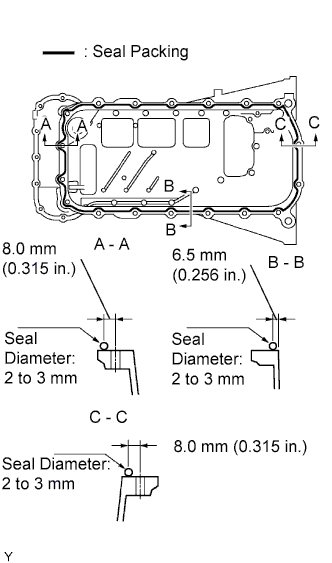 : Seal Packing
A
A
C
C
B
B
A - A
8.0 mm
(0.315 in.)
Seal
Diameter:
2 to 3 mm
6.5 mm
(0.256 in.)
B - B
Seal
Diameter:
2 to 3 mm
C - C
8.0 mm (0.315 in.)
Seal Diameter:
2 to 3 mm
Y